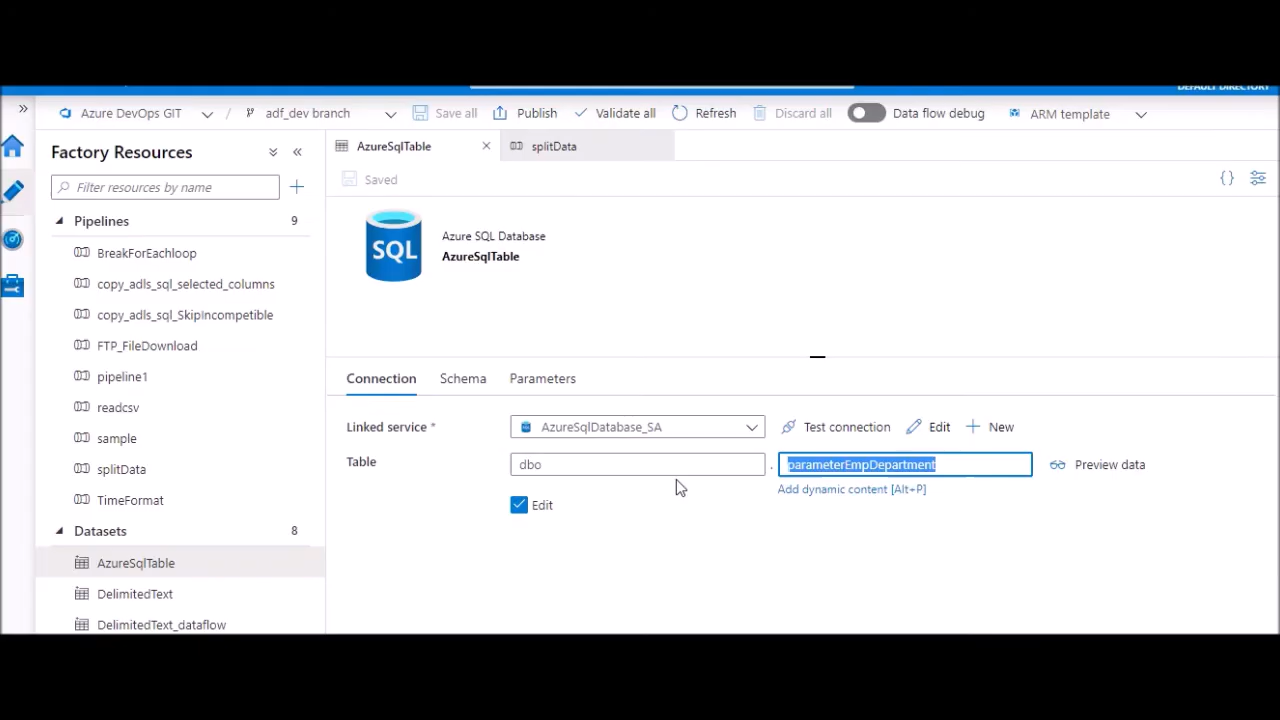 DEFAULT DIRECTORY
Azure DevOps GIT / adf_dev branch Save all Publish Validate all Refresh Discard all Data flow debug ARM template
Factory Resources
Filter resources by name
Pipelines 9
BreakForEachloop
copy_adls_sql_selected_columns
copy_adls_sql_SkipIncompetible
FTP_FileDownload
pipeline1
readcsv
sample
splitData
TimeFormat
Datasets 8
AzureSqlTable
DelimitedText
DelimitedText_dataflow
AzureSqlTable splitData
Saved
SQL
Azure SQL Database
AzureSqlTable
Connection Schema Parameters
Linked service * AzureSqlDatabase_SA Test connection Edit New
Table dbo . parameterEmpDepartment Preview data
Add dynamic content [Alt+P]
Edit